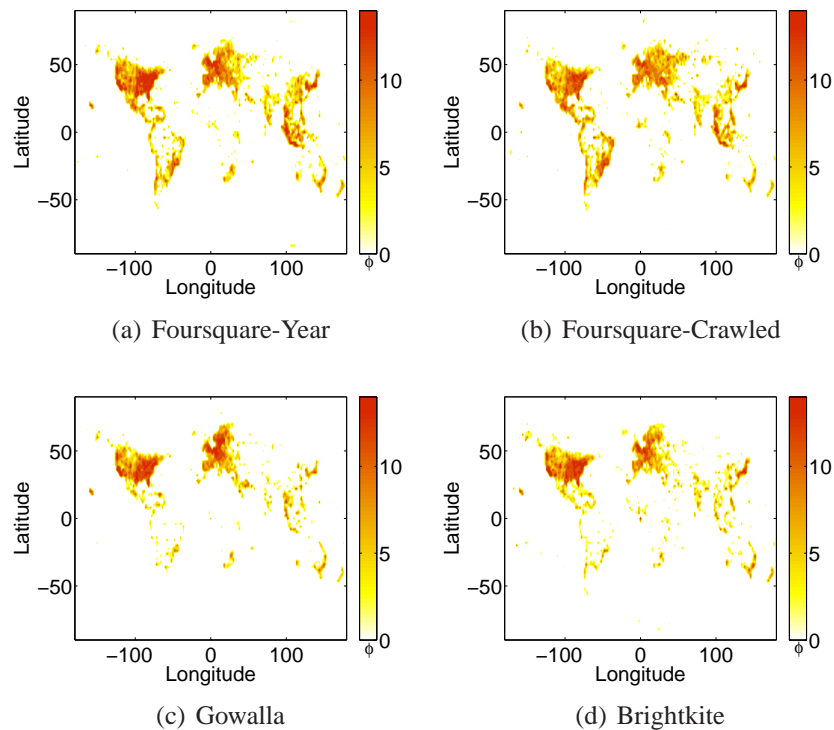 50
0
−50
Latitude
−100 0 100
Longitude
10
5
0
ϕ
(a) Foursquare-Year
50
0
−50
Latitude
−100 0 100
Longitude
10
5
0
ϕ
(b) Foursquare-Crawled
50
0
−50
Latitude
−100 0 100
Longitude
10
5
0
ϕ
(c) Gowalla
50
0
−50
Latitude
−100 0 100
Longitude
10
5
0
ϕ
(d) Brightkite